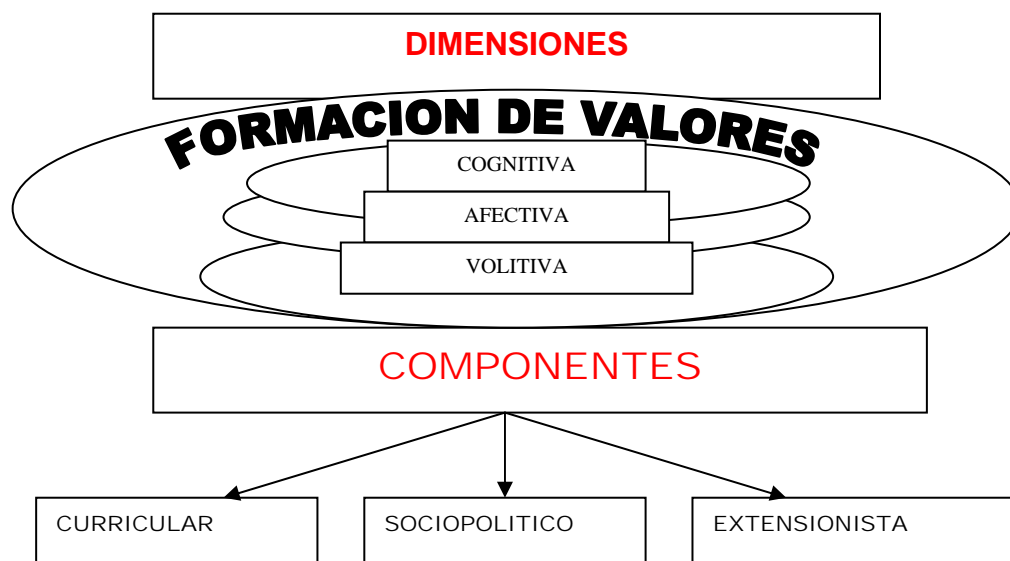 DIMENSIONES
FORMACION DE VALORES
COGNITIVA
AFECTIVA
VOLITIVA
COMPONENTES
CURRICULAR
SOCIOPOLITICO
EXTENSIONISTA